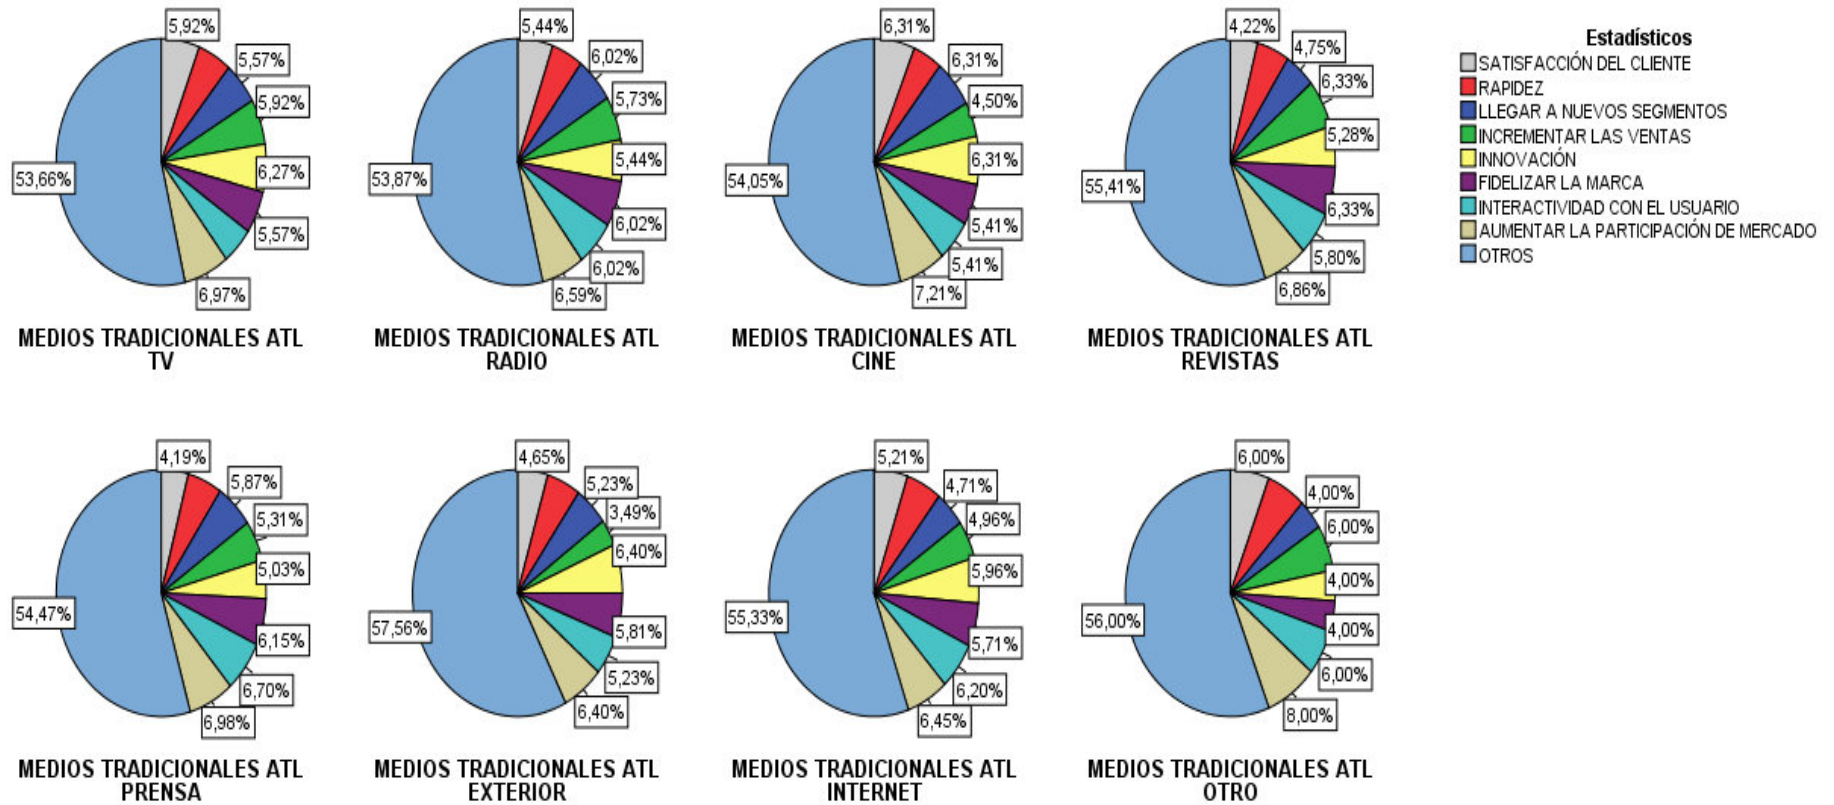 5,92%
5,57%
5,92%
6,27%
5,57%
6,97%
53,66%
MEDIOS TRADICIONALES ATL
TV
5,44%
6,02%
5,73%
5,44%
6,02%
6,02%
6,59%
53,87%
MEDIOS TRADICIONALES ATL
RADIO
6,31%
6,31%
4,50%
6,31%
5,41%
5,41%
7,21%
54,05%
MEDIOS TRADICIONALES ATL
CINE
4,22%
4,75%
6,33%
5,28%
6,33%
5,80%
6,86%
55,41%
MEDIOS TRADICIONALES ATL
REVISTAS
Estadísticos
SATISFACCIÓN DEL CLIENTE
RAPIDEZ
LLEGAR A NUEVOS SEGMENTOS
INCREMENTAR LAS VENTAS
INNOVACIÓN
FIDELIZAR LA MARCA
INTERACTIVIDAD CON EL USUARIO
AUMENTAR LA PARTICIPACIÓN DE MERCADO
OTROS
4,19%
5,87%
5,31%
5,03%
6,15%
6,70%
6,98%
54,47%
MEDIOS TRADICIONALES ATL
PRENSA
4,65%
5,23%
3,49%
6,40%
5,81%
5,23%
6,40%
57,56%
MEDIOS TRADICIONALES ATL
EXTERIOR
5,21%
4,71%
4,96%
5,96%
5,71%
6,20%
6,45%
55,33%
MEDIOS TRADICIONALES ATL
INTERNET
6,00%
4,00%
6,00%
4,00%
4,00%
6,00%
8,00%
56,00%
MEDIOS TRADICIONALES ATL
OTRO